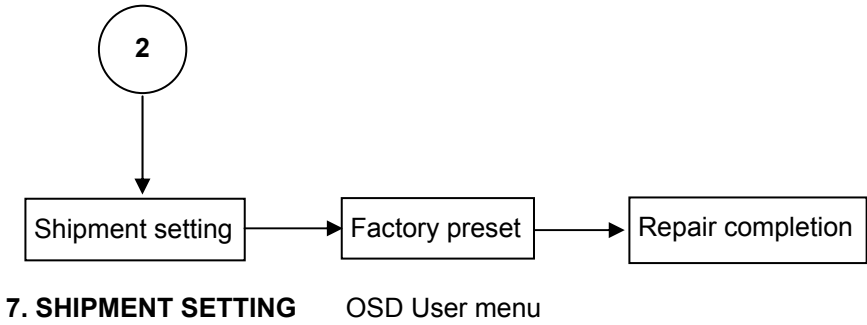 2
Shipment setting Factory preset Repair completion
7. SHIPMENT SETTING OSD User menu